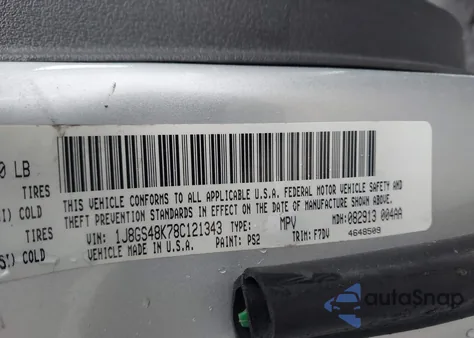 0 LB
TIRES
COLD
TIRES
COLD
THIS VEHICLE CONFORMS TO ALL APPLICABLE U.S.A. FEDERAL MOTOR VEHICLE SAFETY AND
THEFT PREVENTION STANDARDS IN EFFECT ON THE DATE OF MANUFACTURE SHOWN ABOVE.
VIN: 1J8GS48K78C121343 TYPE: MPV MDH:082913 004AA
VEHICLE MADE IN U.S.A. PAINT: PS2 TRIM: F7DV 4648509
autoSnap